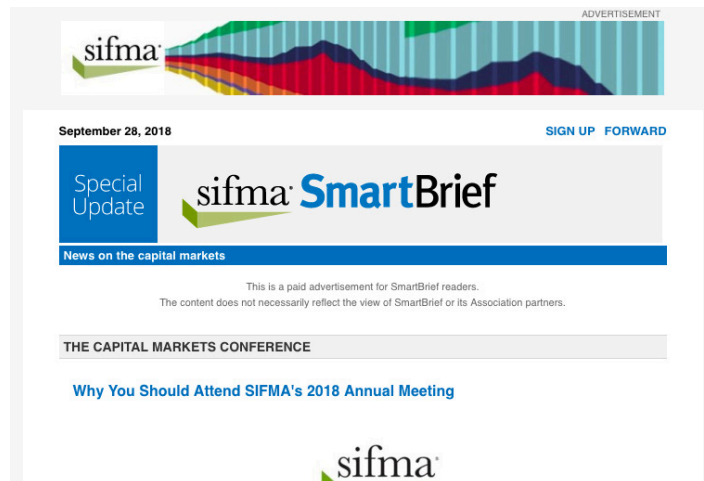 ADVERTISEMENT
sifma
September 28, 2018
SIGN UP FORWARD
Special
Update
sifma SmartBrief
News on the capital markets
This is a paid advertisement for SmartBrief readers.
The content does not necessarily reflect the view of SmartBrief or its Association partners.
THE CAPITAL MARKETS CONFERENCE
Why You Should Attend SIFMA's 2018 Annual Meeting
sifma